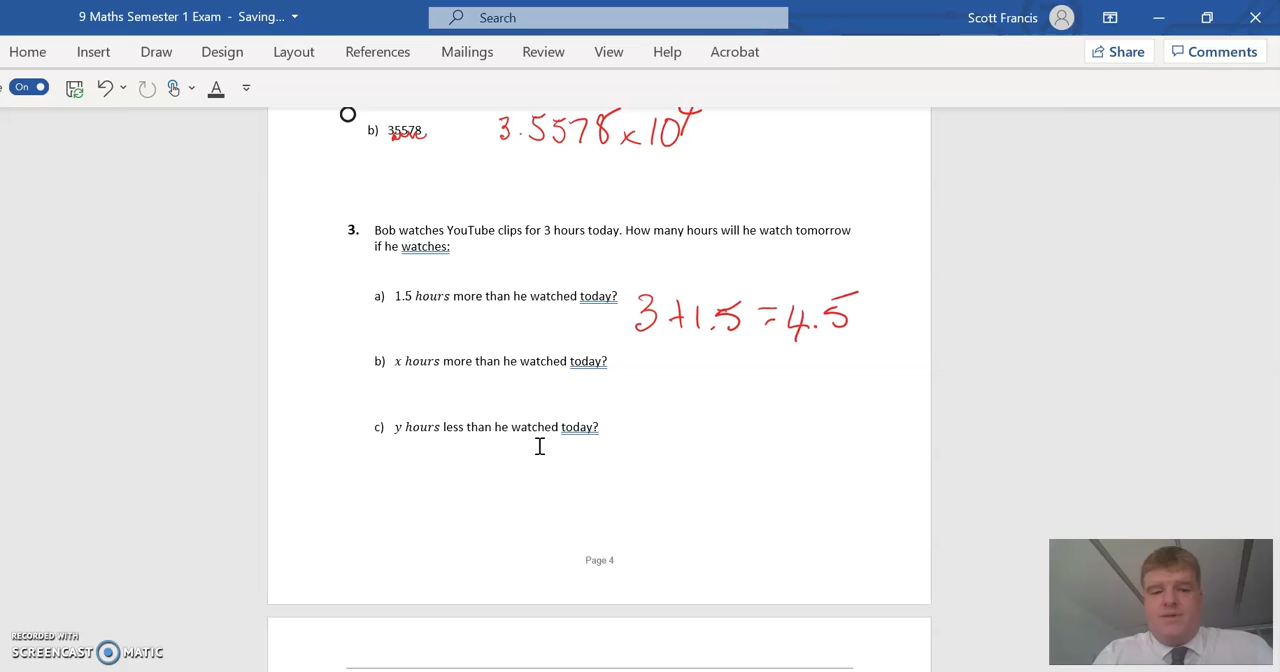 9 Maths Semester 1 Exam - Saving...
Search
Scott Francis
Home Insert Draw Design Layout References Mailings Review View Help Acrobat
Share Comments
On
b) 35578 3.5578 x 10^4
3. Bob watches YouTube clips for 3 hours today. How many hours will he watch tomorrow
if he watches:
a) 1.5 hours more than he watched today? 3 + 1.5 = 4.5
b) x hours more than he watched today?
c) y hours less than he watched today?
Page 4
RECORDED WITH
SCREENCAST MATIC